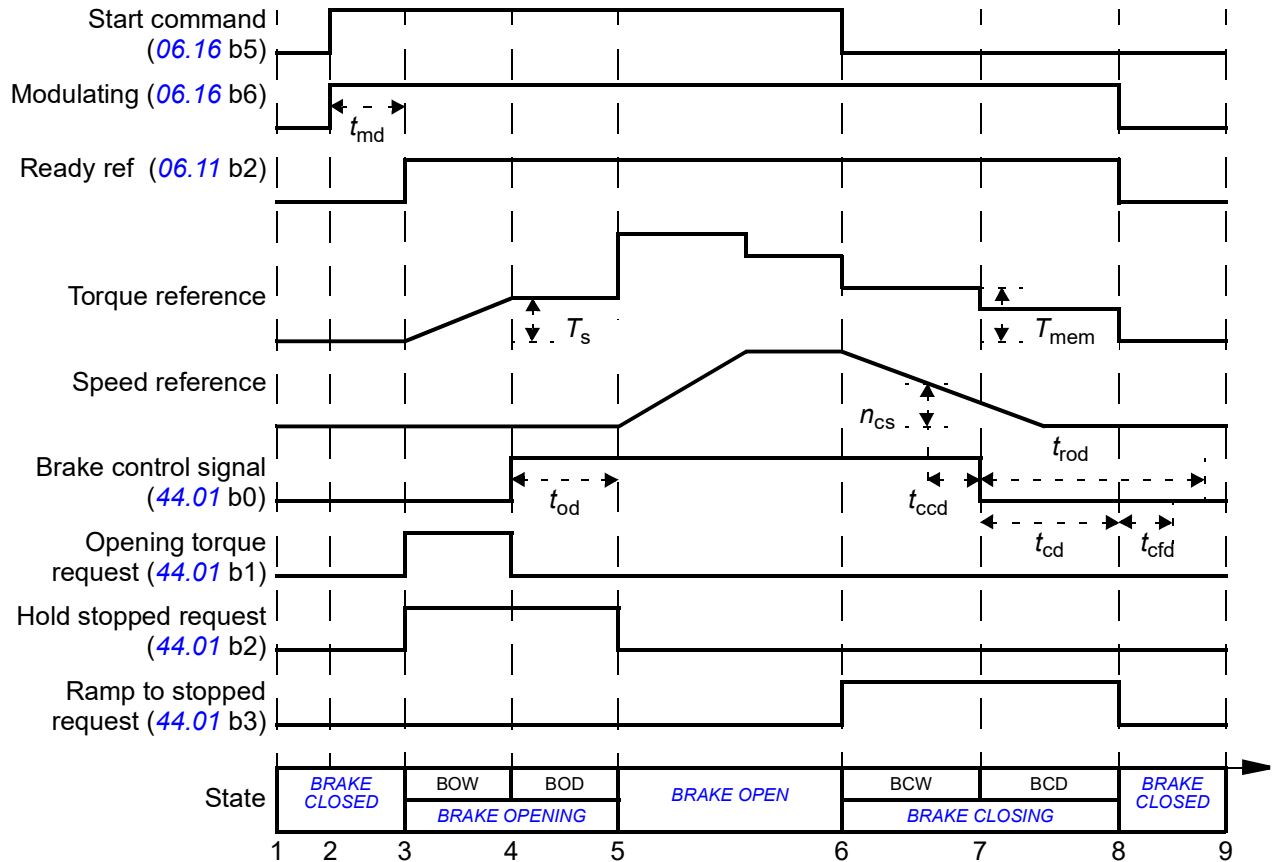 Start command
(06.16 b5)
Modulating (06.16 b6)
tmd
Ready ref (06.11 b2)
Torque reference
Ts
Tmem
Speed reference
ncs
trod
Brake control signal
(44.01 b0)
tod
tccd
tcd
tcfd
Opening torque
request (44.01 b1)
Hold stopped request
(44.01 b2)
Ramp to stopped
request (44.01 b3)
State
BRAKE
CLOSED
BOW
BOD
BRAKE OPENING
BRAKE OPEN
BCW
BCD
BRAKE CLOSING
BRAKE
CLOSED
1 2 3 4 5 6 7 8 9